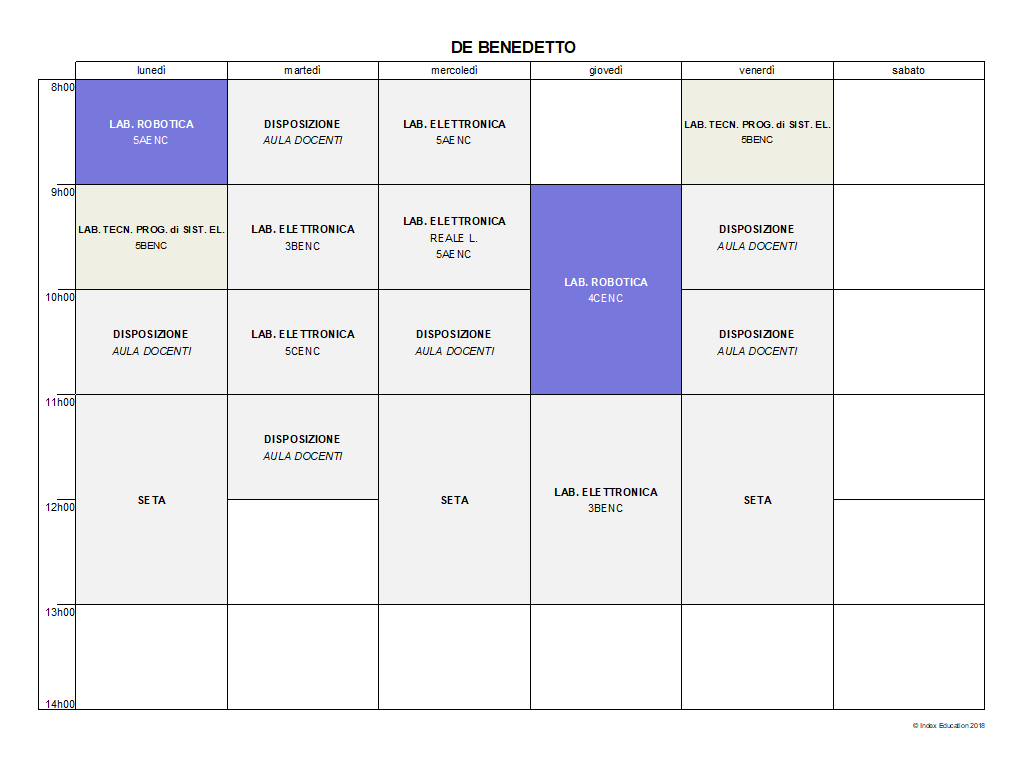 DE BENEDETTO
lunedì martedì mercoledì giovedì venerdì sabato
8h00
LAB. ROBOTICA
5AENC
DISPOSIZIONE
AULA DOCENTI
LAB. ELETTRONICA
5AENC
LAB. TECN. PROG. di SIST. EL.
5BENC
9h00
LAB. TECN. PROG. di SIST. EL.
5BENC
LAB. ELETTRONICA
3BENC
LAB. ELETTRONICA
REALE L.
5AENC
LAB. ROBOTICA
4CENC
DISPOSIZIONE
AULA DOCENTI
10h00
DISPOSIZIONE
AULA DOCENTI
LAB. ELETTRONICA
5CENC
DISPOSIZIONE
AULA DOCENTI
DISPOSIZIONE
AULA DOCENTI
11h00
SETA
DISPOSIZIONE
AULA DOCENTI
SETA
LAB. ELETTRONICA
3BENC
SETA
12h00
13h00
14h00
© Index Education 2018